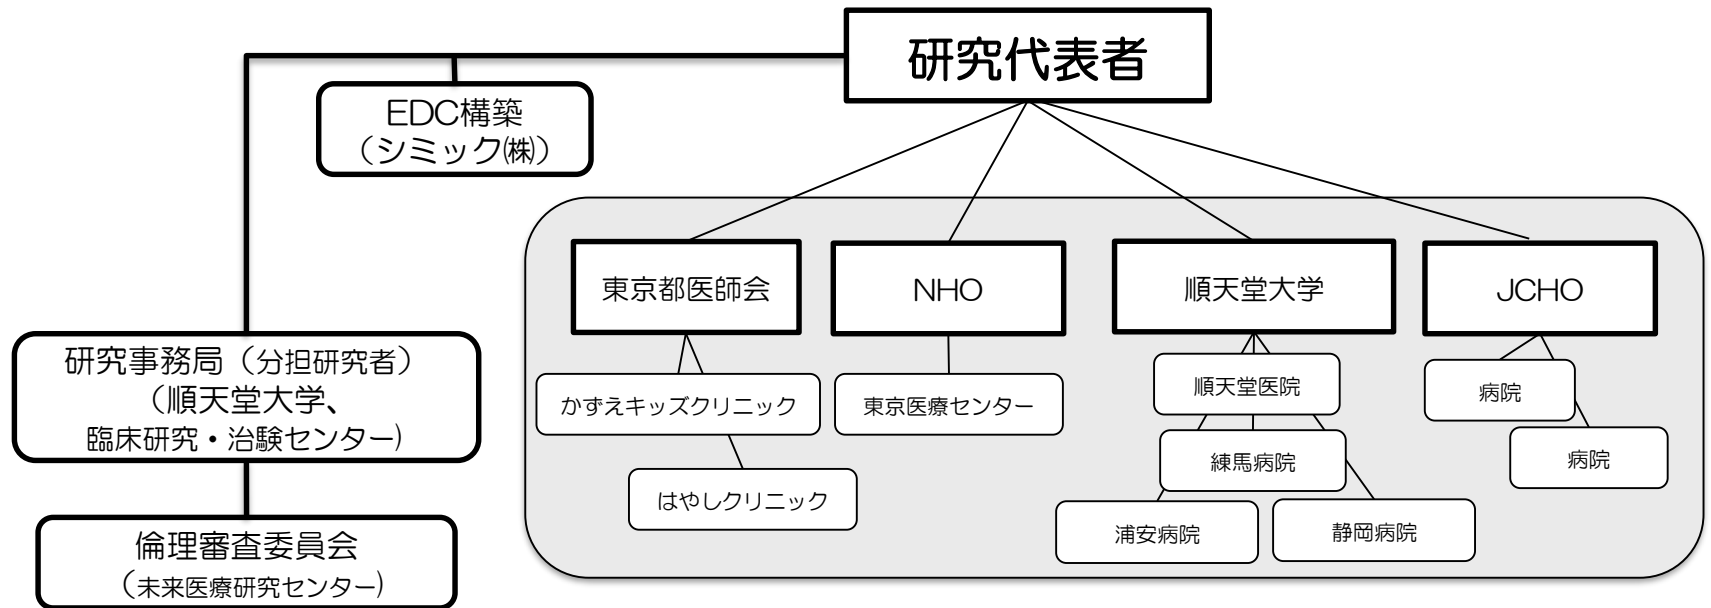 研究代表者
EDC構築
（シミック㈱）
東京都医師会
NHO
順天堂大学
JCHO
研究事務局（分担研究者）
（順天堂大学、
臨床研究・治験センター)
かずえキッズクリニック
東京医療センター
順天堂医院
病院
練馬病院
病院
はやしクリニック
浦安病院
静岡病院
倫理審査委員会
（未来医療研究センター)